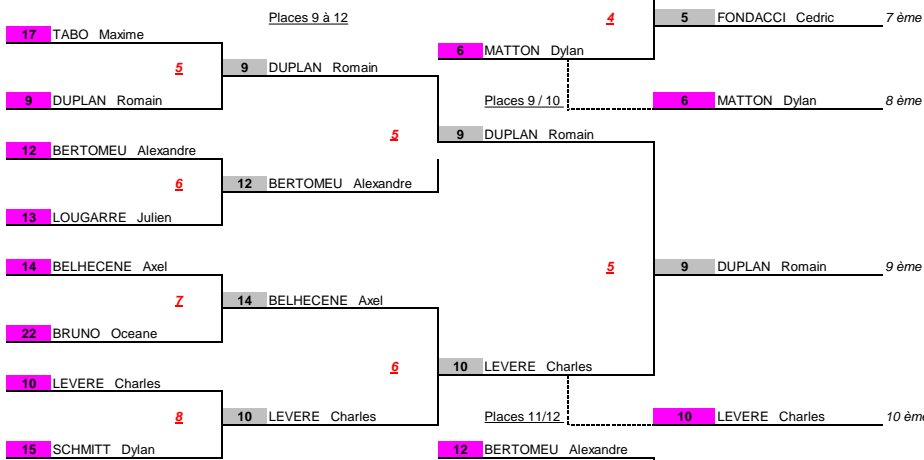 Places 9 à 12 4 5 FONDACCI Cedric 7 ème
17 TABO Maxime
6 MATTON Dylan
5 9 DUPLAN Romain
9 DUPLAN Romain Places 9 / 10 6 MATTON Dylan 8 ème
5 9 DUPLAN Romain
12 BERTOMEU Alexandre
6 12 BERTOMEU Alexandre
13 LOUGARRE Julien
14 BELHECENE Axel 5 9 DUPLAN Romain 9 ème
7 14 BELHECENE Axel
22 BRUNO Oceane
6 10 LEVERE Charles
10 LEVERE Charles
8 10 LEVERE Charles Places 11/12 10 LEVERE Charles 10 ème
15 SCHMITT Dylan 12 BERTOMEU Alexandre